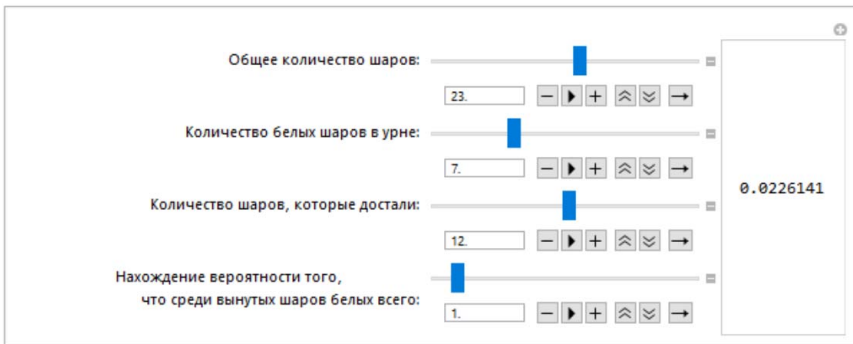 Общее количество шаров:
23.
Количество белых шаров в урне:
7.
0.0226141
Количество шаров, которые достали:
12.
Нахождение вероятности того,
что среди вынутых шаров белых всего:
1.